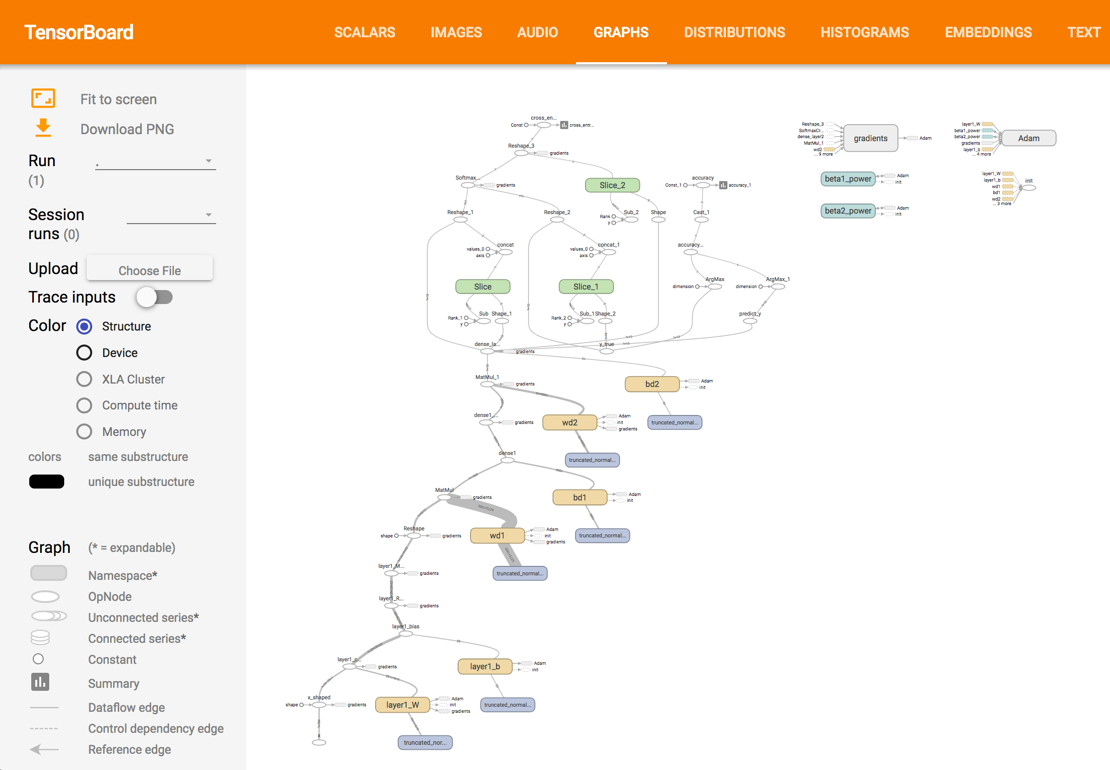 TensorBoard
SCALARS
IMAGES
AUDIO
GRAPHS
DISTRIBUTIONS
HISTOGRAMS
EMBEDDINGS
TEXT
Fit to screen
Download PNG
Run
.
(1)
Session
runs (0)
Upload
Choose File
Trace inputs
Color
Structure
Device
XLA Cluster
Compute time
Memory
colors
same substructure
unique substructure
Graph
(* = expandable)
Namespace*
OpNode
Unconnected series*
Connected series*
Constant
Summary
Dataflow edge
Control dependency edge
Reference edge
cross_en...
Const
cross_entr...
Reshape_3
gradients
Softmax...
gradients
Slice_2
accuracy
Const_1
accuracy_1
Reshape_1
Reshape_2
Rank
y
Sub_2
Shape
Cast_1
values_0
axis
concat
values_0
axis
concat_1
accuracy...
Slice
Slice_1
dimension
ArgMax
dimension
ArgMax_1
Rank_1
y
Sub
Shape_1
Rank_2
y
Sub_1
Shape_2
predict_y
dense_la...
gradients
y_true
MatMul_1
gradients
bd2
Adam
init
dense1...
gradients
wd2
Adam
init
gradients
truncated_normal...
dense1
truncated_normal...
MatMul
gradients
bd1
Adam
init
Reshape
shape
gradients
wd1
Adam
init
gradients
truncated_normal...
layer1_M...
gradients
truncated_normal...
layer1_R...
gradients
layer1_bias
gradients
layer1_b
Adam
init
x_shaped
shape
gradients
layer1_W
Adam
init
gradients
truncated_normal...
truncated_nor...
Reshape_3
SoftmaxCr...
dense_layer2
MatMul_1
wd2
... 9 more
gradients
Adam
layer1_W
beta1_power
beta2_power
gradients
layer1_b
... 4 more
Adam
beta1_power
Adam
init
beta2_power
Adam
init
layer1_W
layer1_b
wd1
bd1
wd2
... 3 more
init